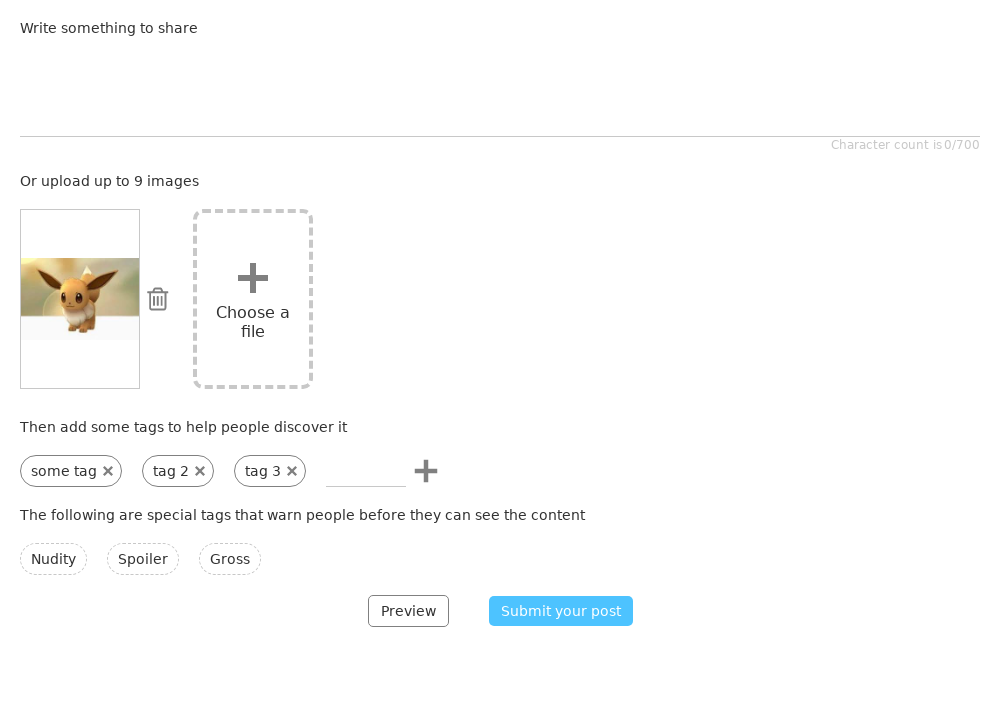 Write something to share
Character count is 0/700
Or upload up to 9 images
Choose a
file
Then add some tags to help people discover it
some tag
tag 2
tag 3
The following are special tags that warn people before they can see the content
Nudity
Spoiler
Gross
Preview
Submit your post